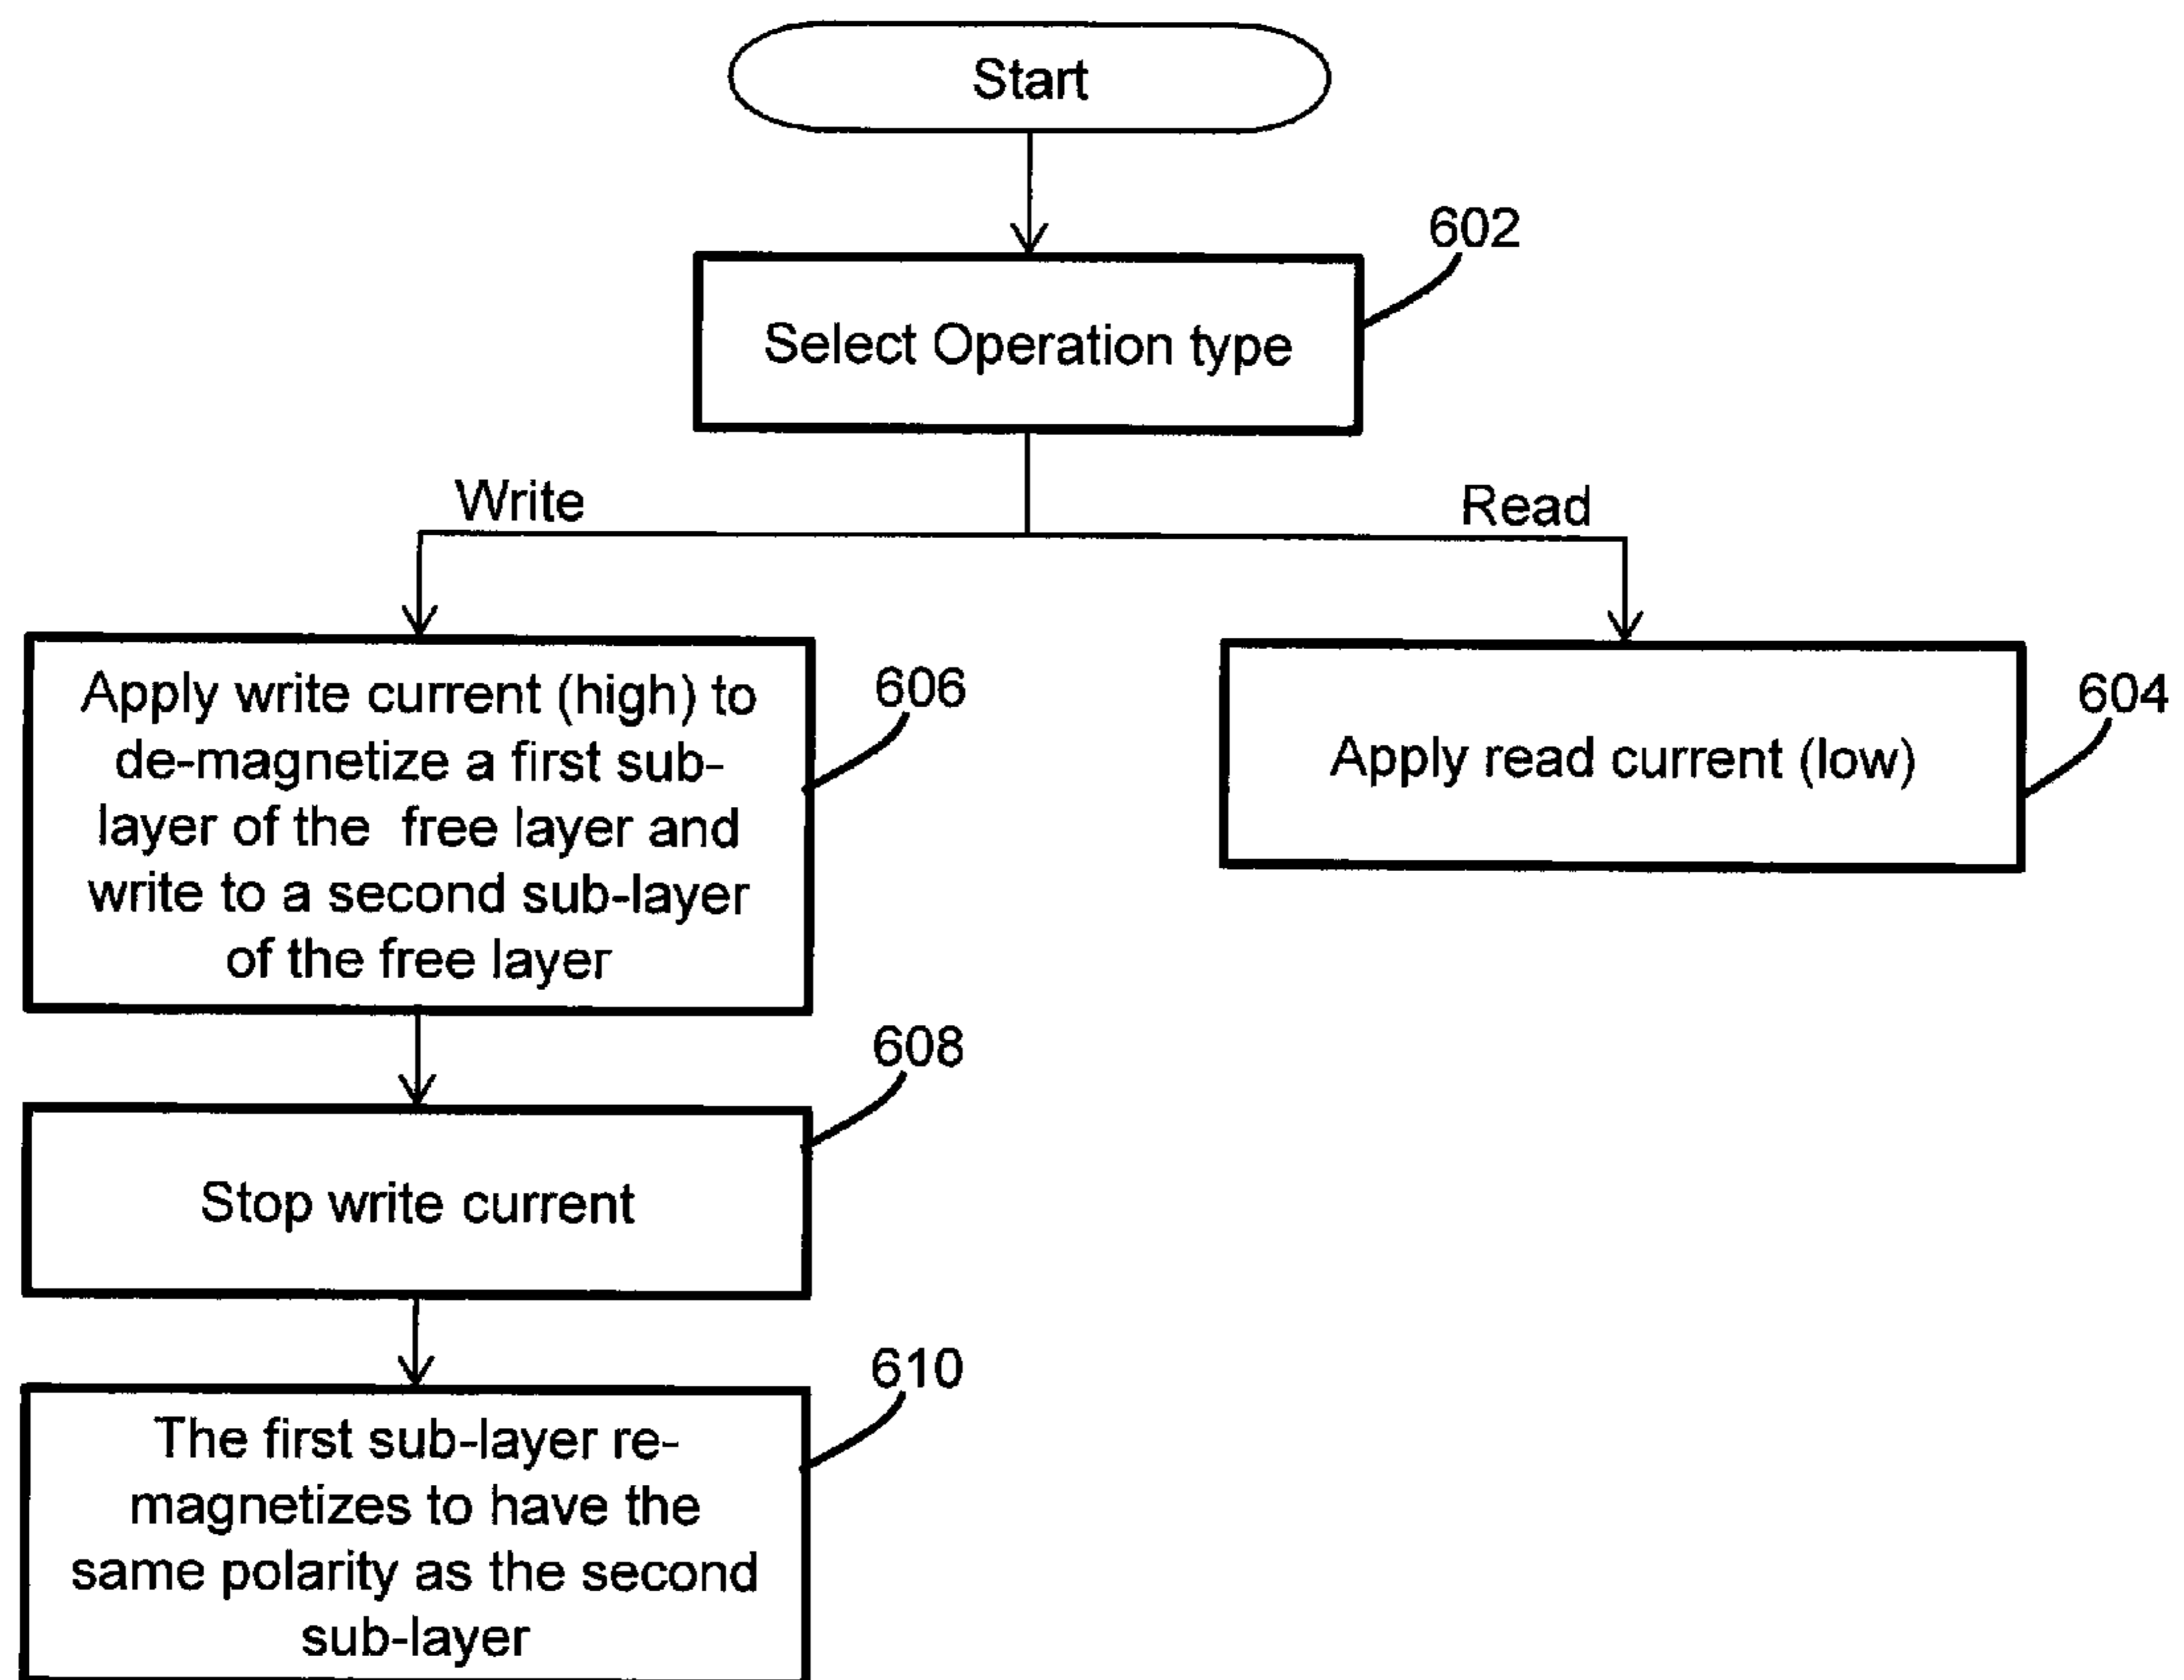 Start
602
Select Operation type
Write
Read
606
Apply write current (high) to
de-magnetize a first sub-
layer of the free layer and
write to a second sub-layer
of the free layer
604
Apply read current (low)
608
Stop write current
610
The first sub-layer re-
magnetizes to have the
same polarity as the second
sub-layer